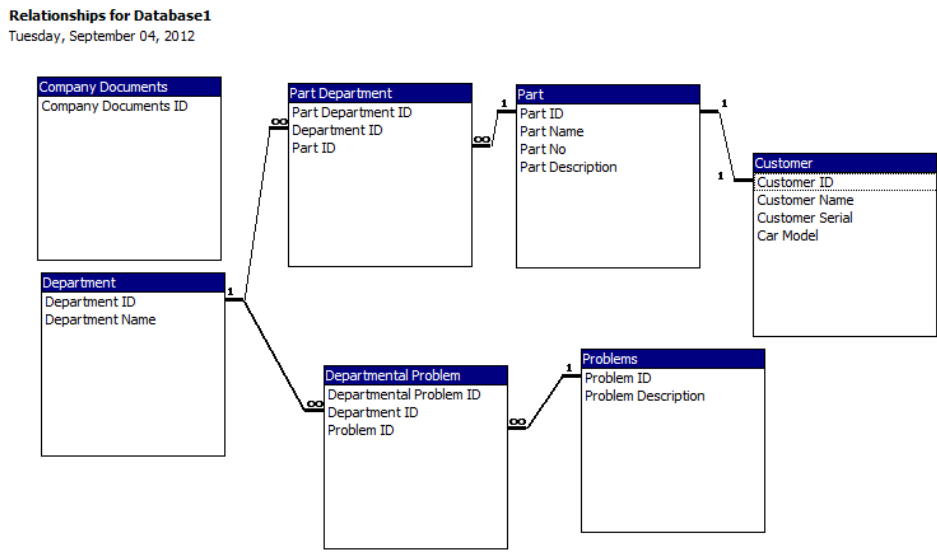 Relationships for Database1
Tuesday, September 04, 2012
Company Documents
Company Documents ID
Part Department
Part Department ID
Department ID
Part ID
∞
∞
1
Part
Part ID
Part Name
Part No
Part Description
1
1
Customer
Customer ID
Customer Name
Customer Serial
Car Model
Department
Department ID
Department Name
1
∞
Departmental Problem
Departmental Problem ID
Department ID
Problem ID
∞
1
Problems
Problem ID
Problem Description